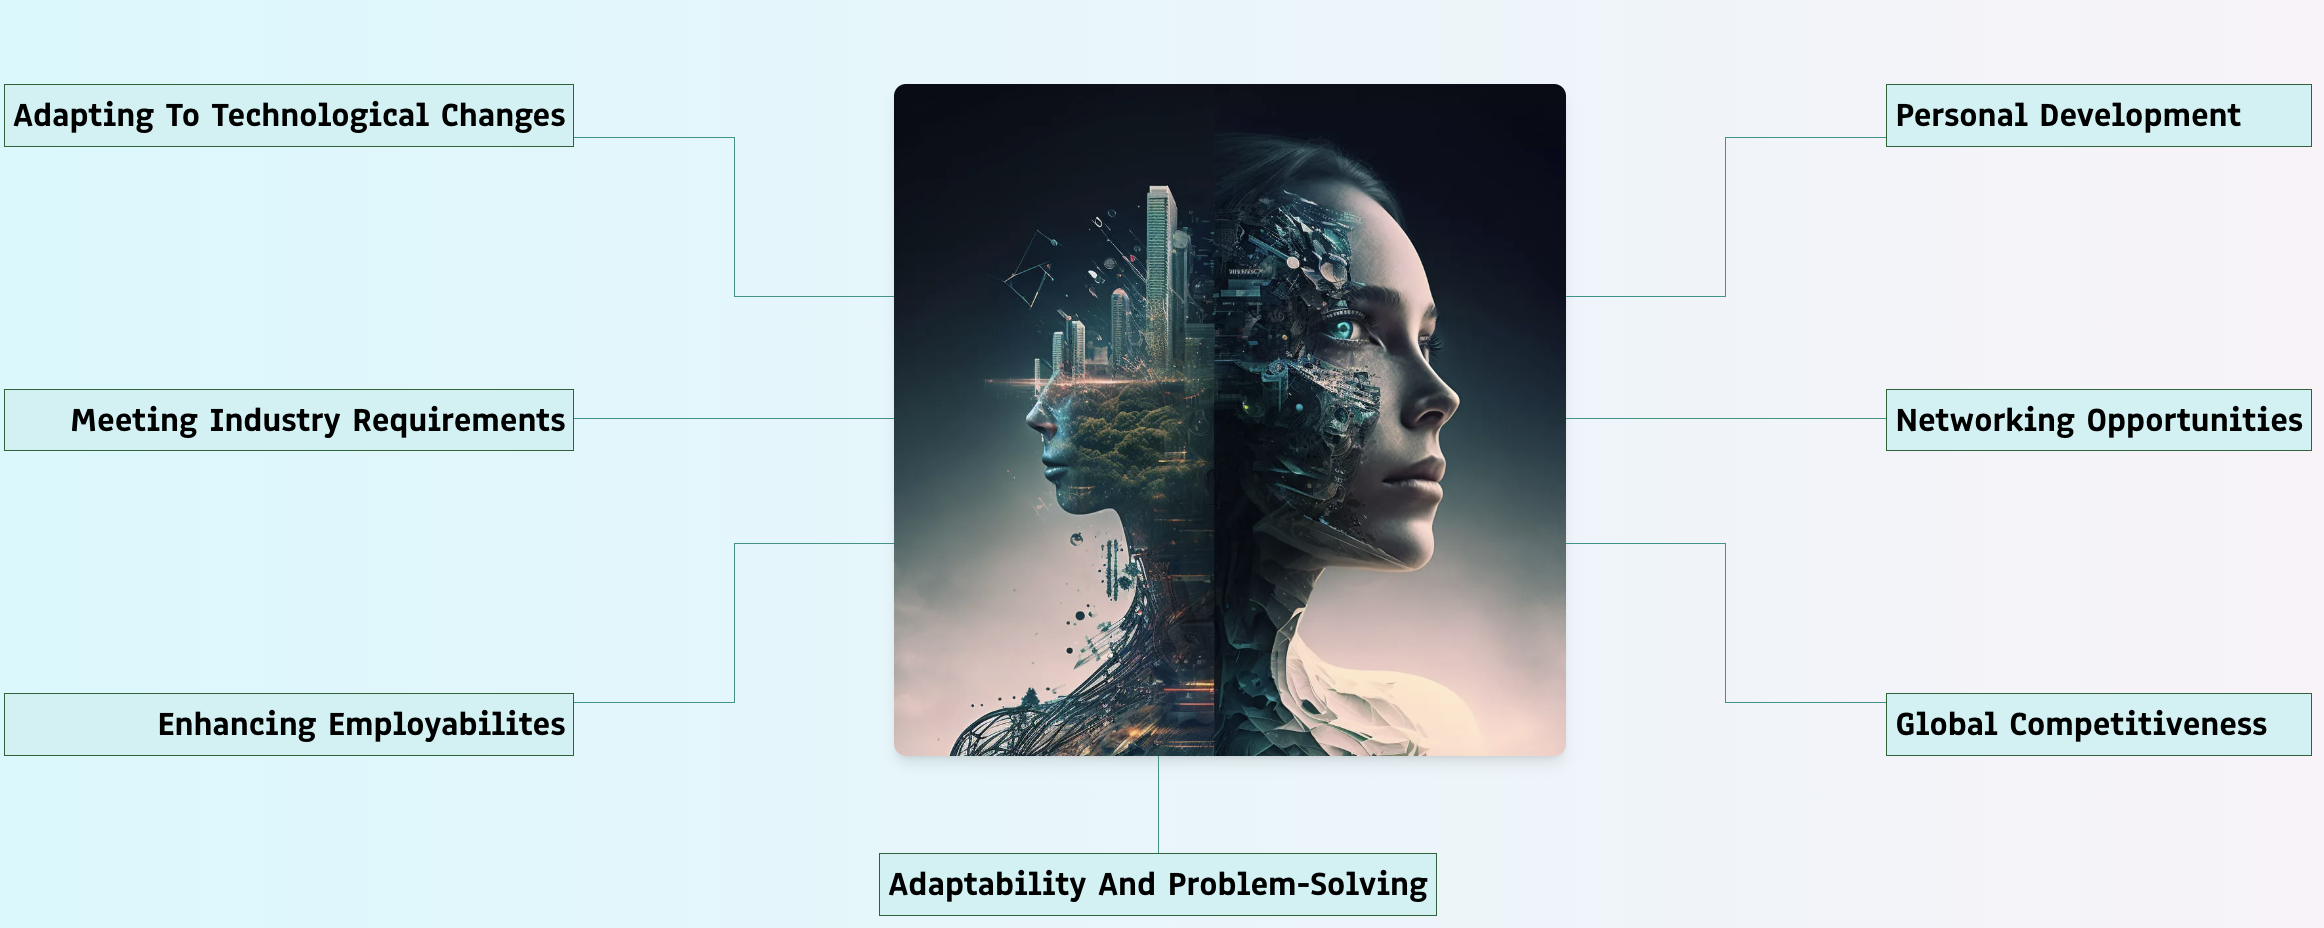 Adapting To Technological Changes
Meeting Industry Requirements
Enhancing Employabilites
Personal Development
Networking Opportunities
Global Competitiveness
Adaptability And Problem-Solving